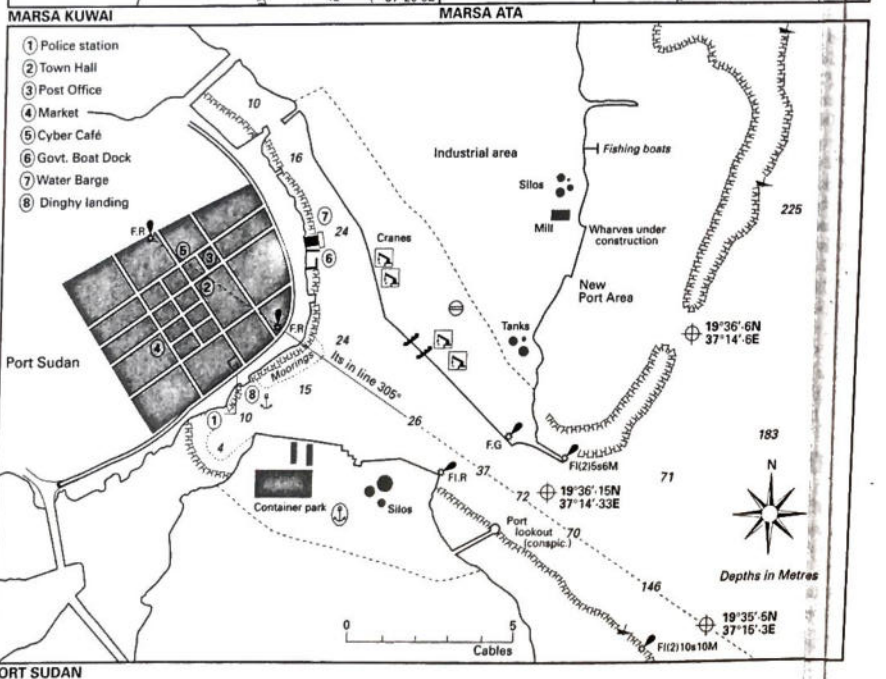 MARSA KUWAI
MARSA ATA
① Police station
② Town Hall
③ Post Office
④ Market
⑤ Cyber Café
⑥ Govt. Boat Dock
⑦ Water Barge
⑧ Dinghy landing
10
16
Industrial area
Fishing boats
Silos
225
F.R
⑦
24
Mill
Wharves under
construction
⑤
③
Cranes
⑥
②
New
Port Area
19°36'·6N
37°14'·6E
F.R
Tanks
24
④
Port Sudan
Moorings
lts in line 305°
⑧
15
26
①
10
183
4
F.G
Fl(2)5s6M
N
Fl.R
37
71
72
19°36'·15N
37°14'·33E
Container park
Silos
Port
lookout
(conspic.)
70
Depths in Metres
146
0
5
Cables
19°35'·5N
37°15'·3E
Fl(2)10s10M
ORT SUDAN